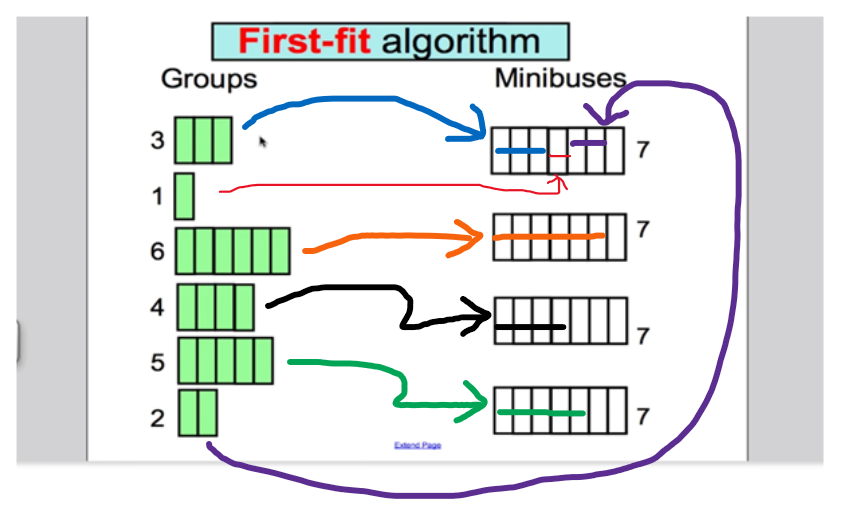 First-fit algorithm
Groups
Minibuses
3
7
1
6
7
4
7
5
2
7
Extend Page